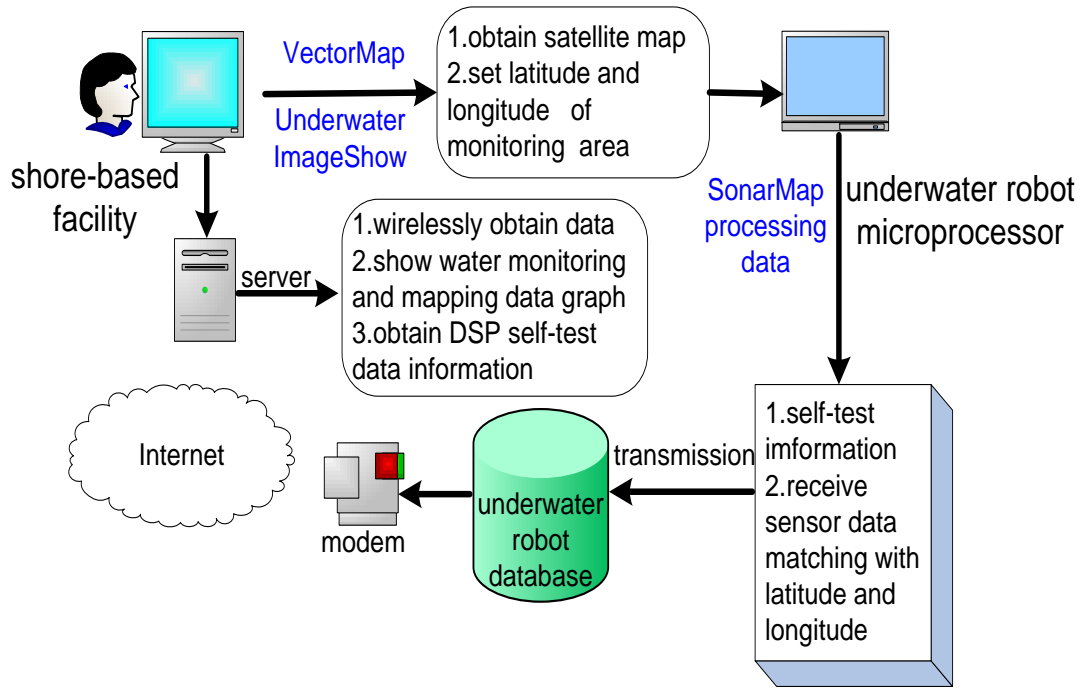 VectorMap
Underwater
ImageShow
1.obtain satellite map
2.set latitude and
longitude of
monitoring area
shore-based
facility
SonarMap
processing
data
underwater robot
microprocessor
server
1.wirelessly obtain data
2.show water monitoring
and mapping data graph
3.obtain DSP self-test
data information
Internet
modem
underwater
robot
database
transmission
1.self-test
imformation
2.receive
sensor data
matching with
latitude and
longitude